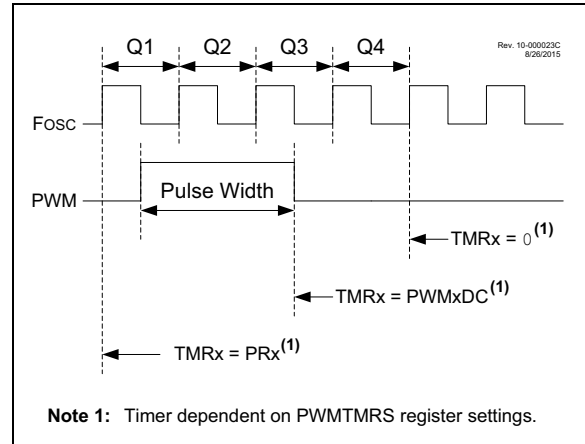 Q1 Q2 Q3 Q4
Rev. 10-000023C
8/26/2015
FOSC
Pulse Width
PWM
TMRx = 0(1)
TMRx = PWMxDC(1)
TMRx = PRx(1)
Note 1: Timer dependent on PWMTMRS register settings.